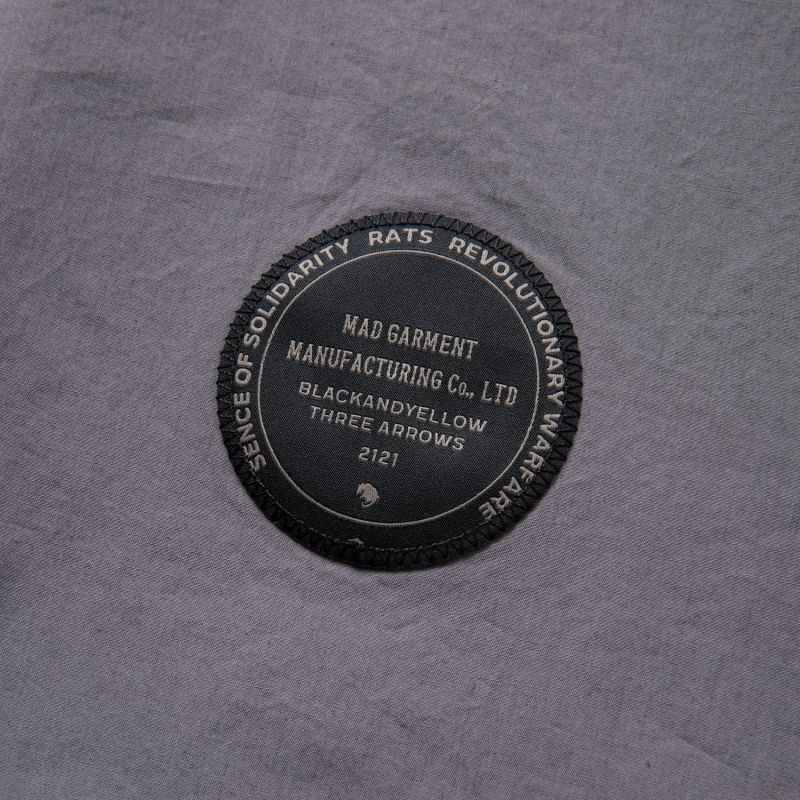 SENCE OF SOLIDARITY RATS REVOLUTIONARY WARFARE
MAD GARMENT
MANUFACTURING Co., LTD
BLACKANDYELLOW
THREE ARROWS
2121